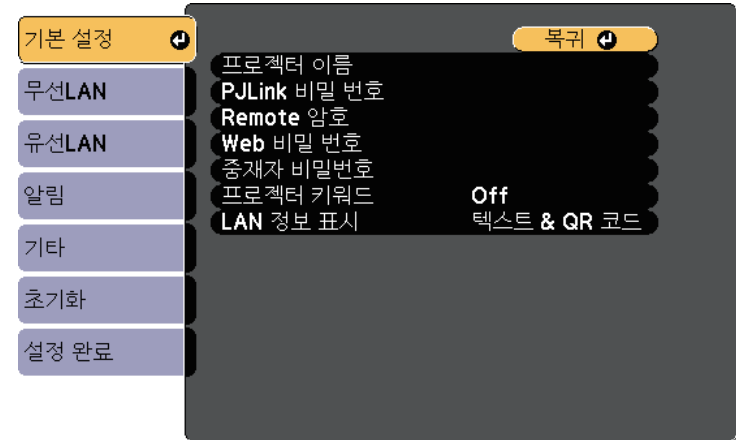 기본 설정
무선LAN
유선LAN
알림
기타
초기화
설정 완료
복귀
프로젝터 이름
PJLink 비밀 번호
Remote 암호
Web 비밀 번호
중재자 비밀번호
프로젝터 키워드 Off
LAN 정보 표시 텍스트 & QR 코드